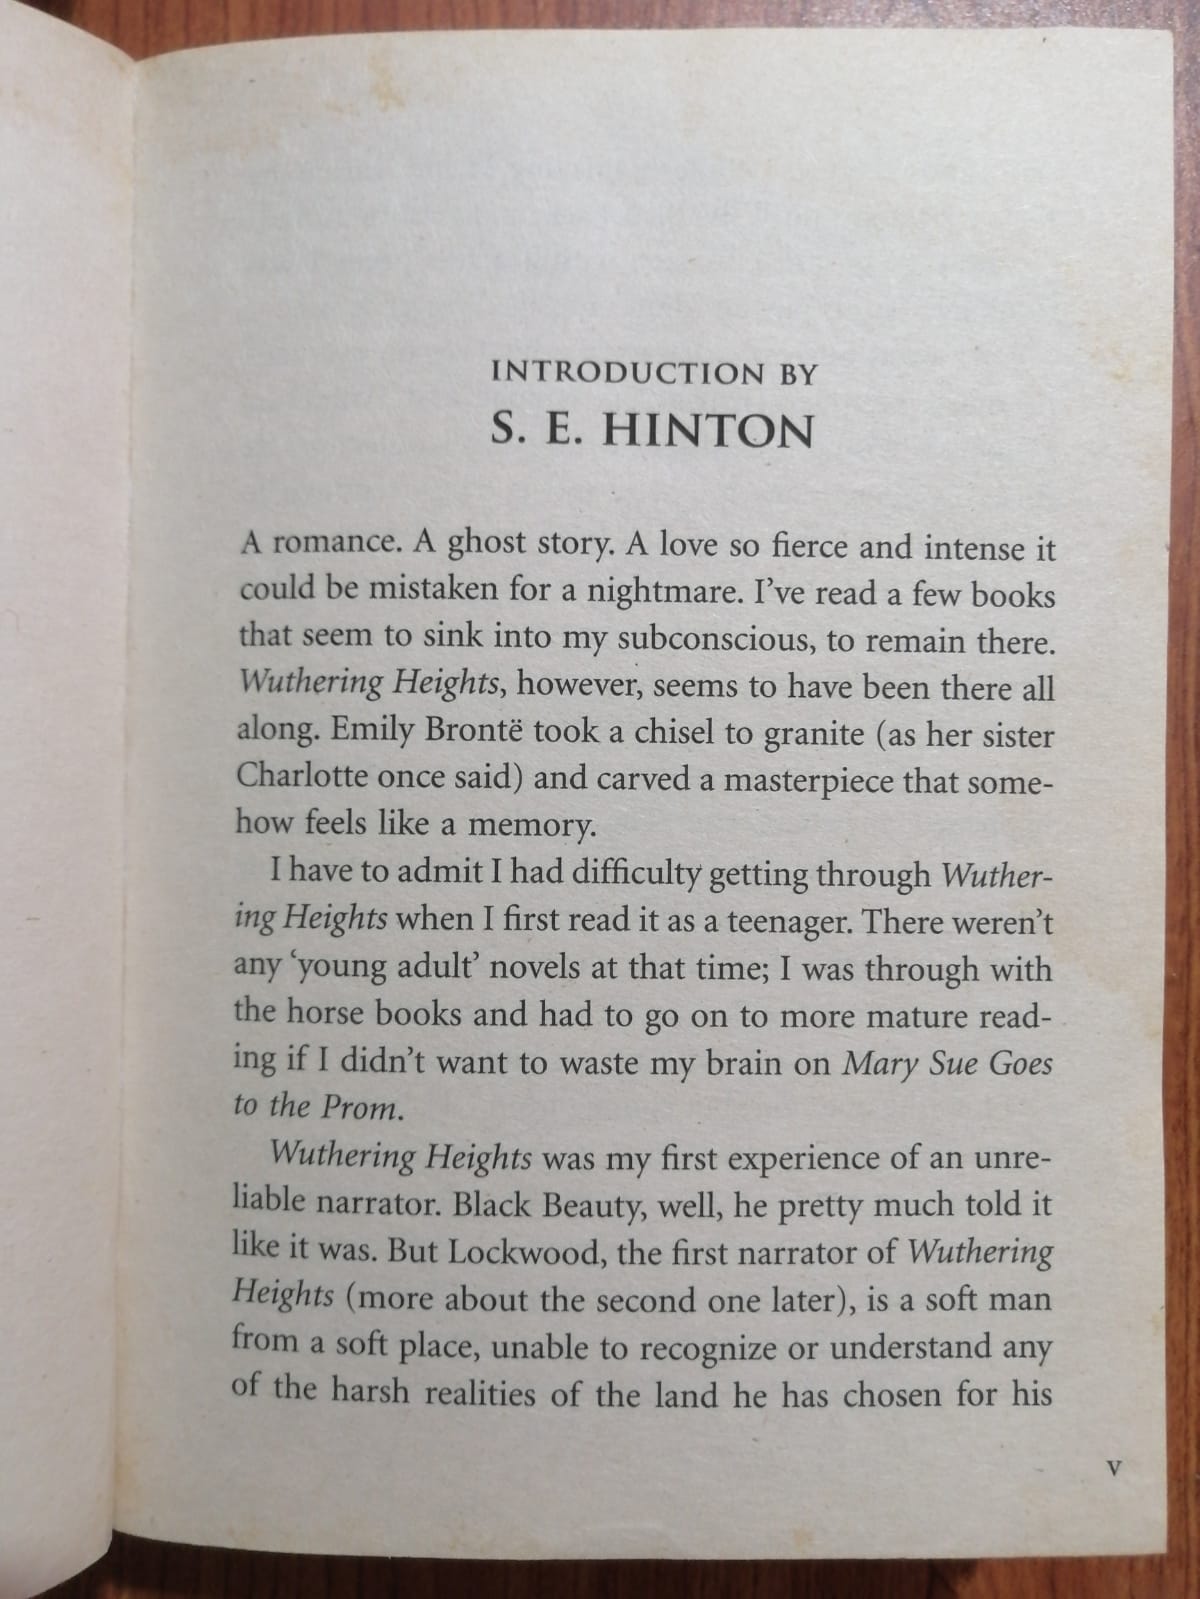 INTRODUCTION BY
S. E. HINTON
A romance. A ghost story. A love so fierce and intense it
could be mistaken for a nightmare. I’ve read a few books
that seem to sink into my subconscious, to remain there.
Wuthering Heights, however, seems to have been there all
along. Emily Brontë took a chisel to granite (as her sister
Charlotte once said) and carved a masterpiece that some-
how feels like a memory.
I have to admit I had difficulty getting through Wuther-
ing Heights when I first read it as a teenager. There weren’t
any ‘young adult’ novels at that time; I was through with
the horse books and had to go on to more mature read-
ing if I didn’t want to waste my brain on Mary Sue Goes
to the Prom.
Wuthering Heights was my first experience of an unre-
liable narrator. Black Beauty, well, he pretty much told it
like it was. But Lockwood, the first narrator of Wuthering
Heights (more about the second one later), is a soft man
from a soft place, unable to recognize or understand any
of the harsh realities of the land he has chosen for his
v